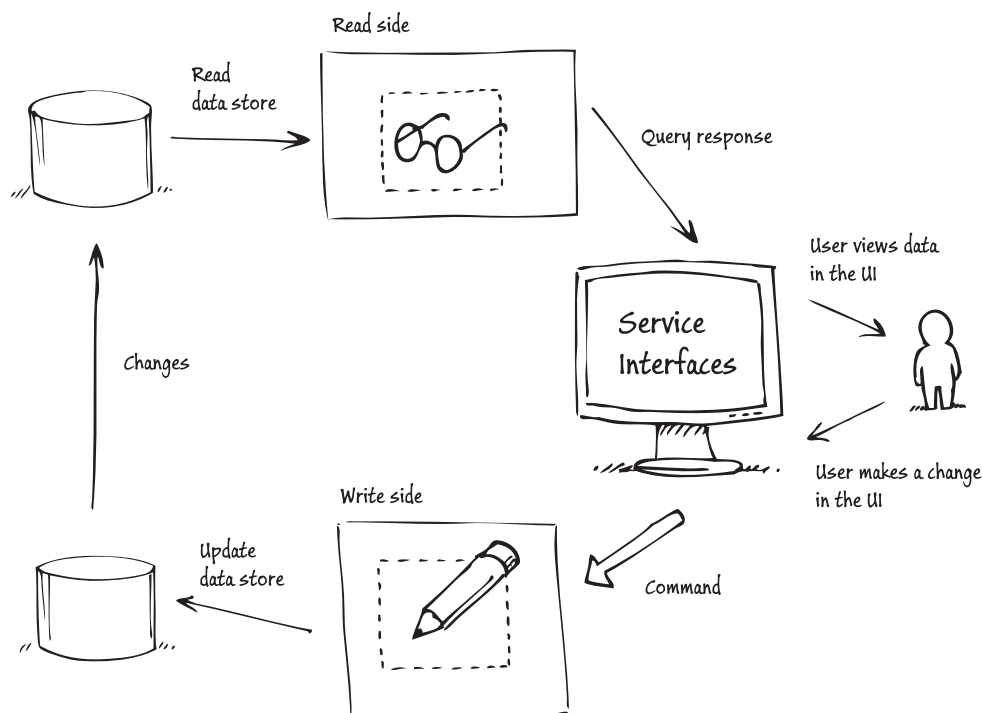 Read side
Read
data store
Query response
User views data
in the UI
Service
Interfaces
Changes
User makes a change
in the UI
Write side
Update
data store
Command